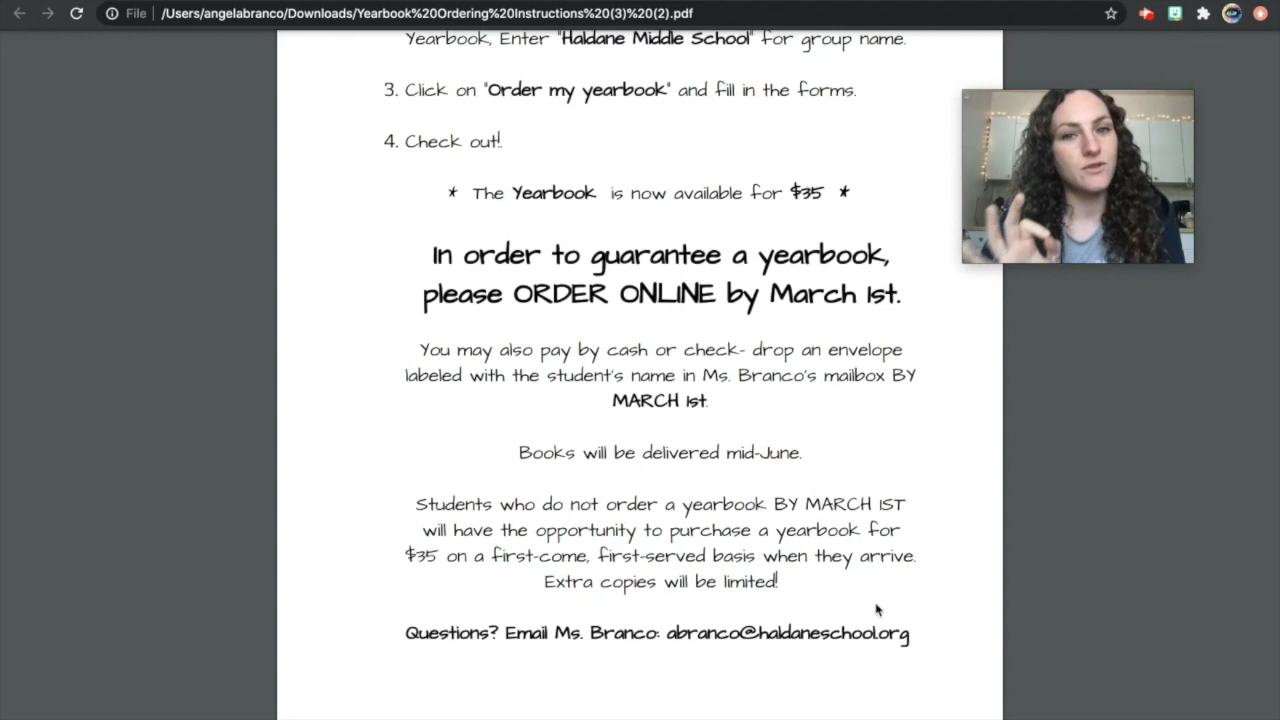 File
/Users/angelabranco/Downloads/Yearbook%20Ordering%20Instructions%20(3)%20(2).pdf
Yearbook, Enter "Haldane Middle School" for group name.
3. Click on "Order my yearbook" and fill in the forms.
4. Check out!.
* The Yearbook is now available for $35 *
In order to guarantee a yearbook,
please ORDER ONLINE by March 1st.
You may also pay by cash or check- drop an envelope
labeled with the student's name in Ms. Branco's mailbox BY
MARCH 1st.
Books will be delivered mid-June.
Students who do not order a yearbook BY MARCH 1ST
will have the opportunity to purchase a yearbook for
$35 on a first-come, first-served basis when they arrive.
Extra copies will be limited!
Questions? Email Ms. Branco: abranco@haldaneschool.org